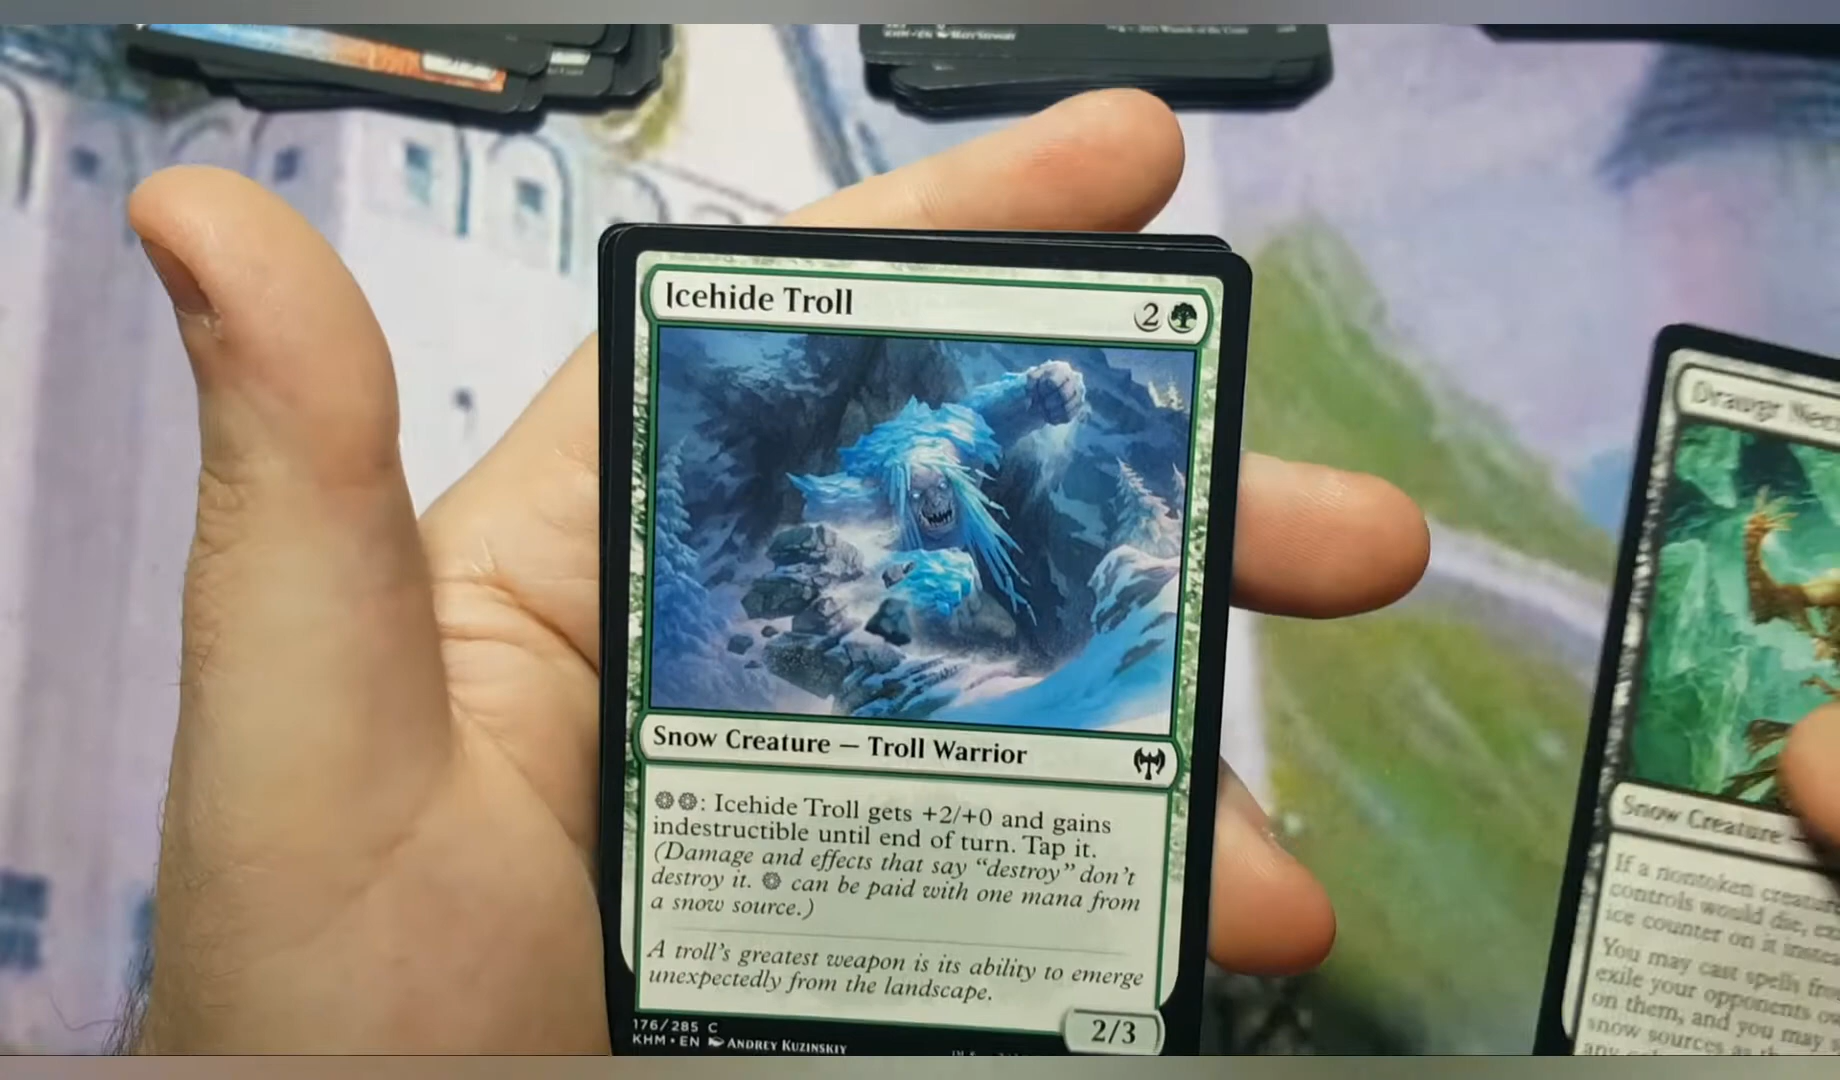 Icehide Troll
2
Snow Creature — Troll Warrior
: Icehide Troll gets +2/+0 and gains
indestructible until end of turn. Tap it.
(Damage and effects that say “destroy” don’t
destroy it. can be paid with one mana from
a snow source.)
A troll’s greatest weapon is its ability to emerge
unexpectedly from the landscape.
2/3
176/285 C
KHM • EN ANDREY KUZINSKIY
Draugr
Snow Creature —
If a nontoken creature
controls would die,
ice counter on it
You may cast spells
exile your opponents
on them, and you may
snow sources as
KHM • EN